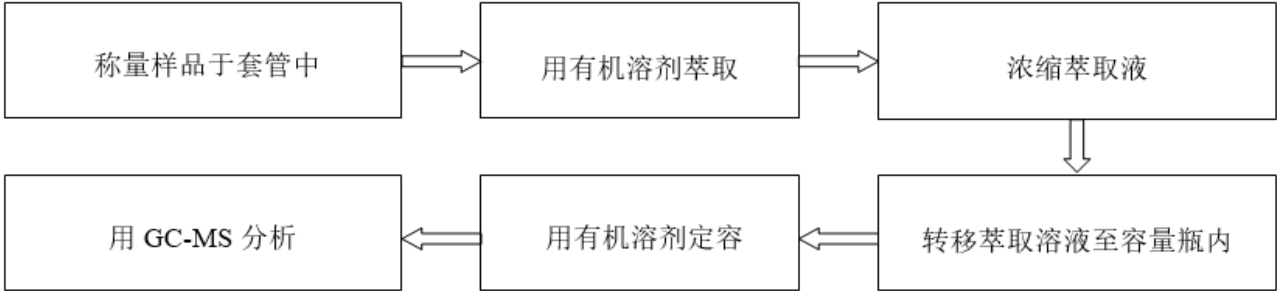 称量样品于套管中
用有机溶剂萃取
浓缩萃取液
转移萃取溶液至容量瓶内
用有机溶剂定容
用 GC-MS 分析